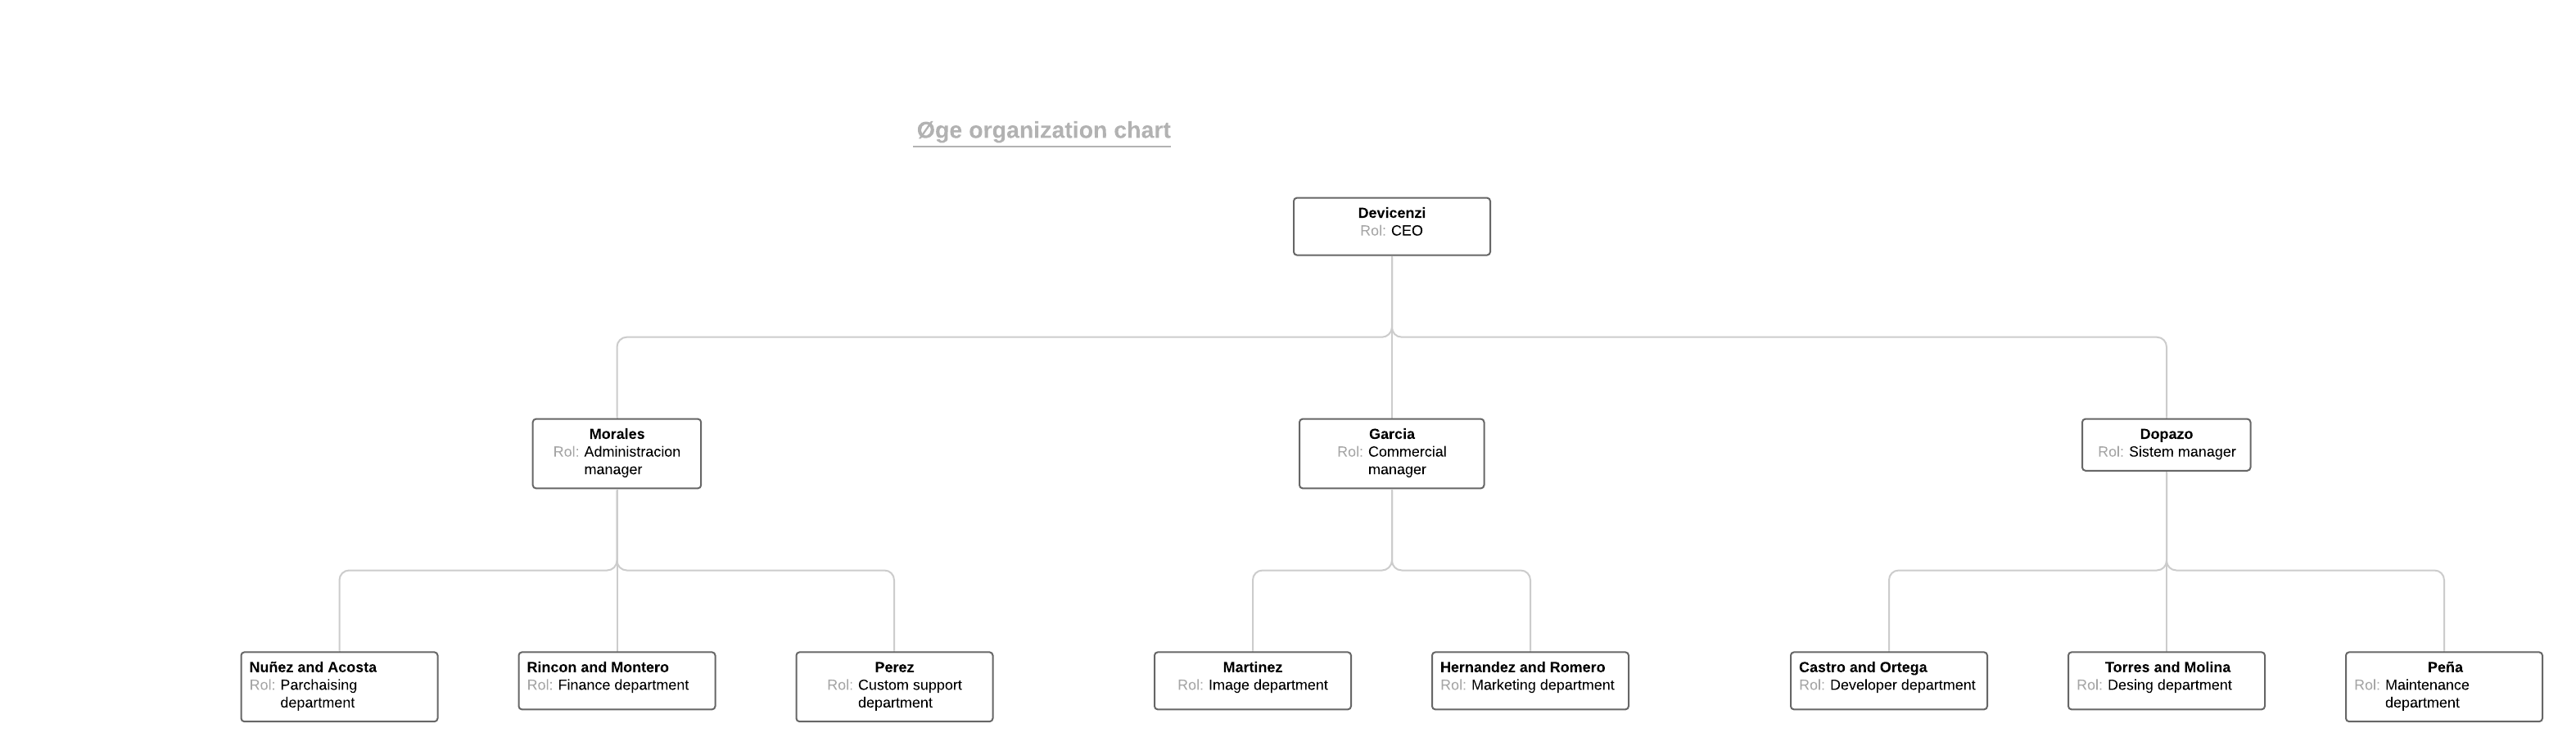 Øge organization chart
Devicenzi
Rol: CEO
Morales
Rol: Administracion
manager
Garcia
Rol: Commercial
manager
Dopazo
Rol: Sistem manager
Nuñez and Acosta
Rol: Parchaising
department
Rincon and Montero
Rol: Finance department
Perez
Rol: Custom support
department
Martinez
Rol: Image department
Hernandez and Romero
Rol: Marketing department
Castro and Ortega
Rol: Developer department
Torres and Molina
Rol: Desing department
Peña
Rol: Maintenance
department